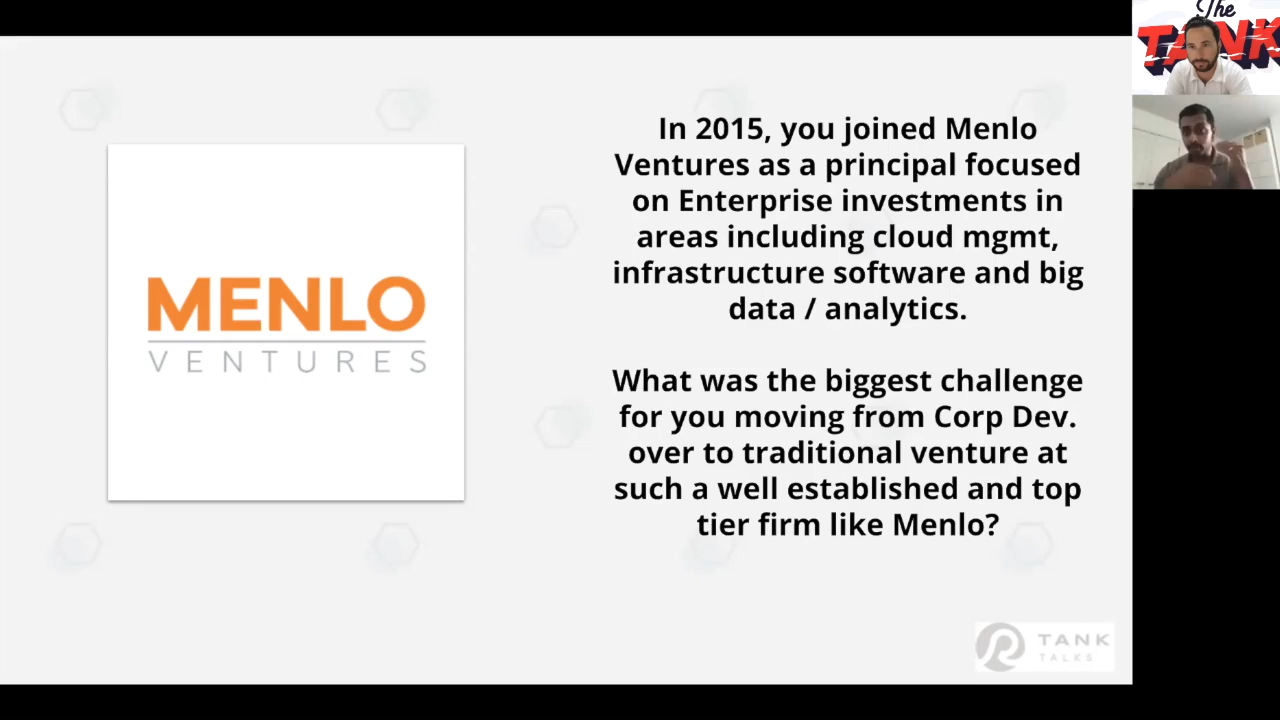 The
TANK
MENLO
VENTURES
In 2015, you joined Menlo
Ventures as a principal focused
on Enterprise investments in
areas including cloud mgmt,
infrastructure software and big
data / analytics.
What was the biggest challenge
for you moving from Corp Dev.
over to traditional venture at
such a well established and top
tier firm like Menlo?
TANK
TALKS